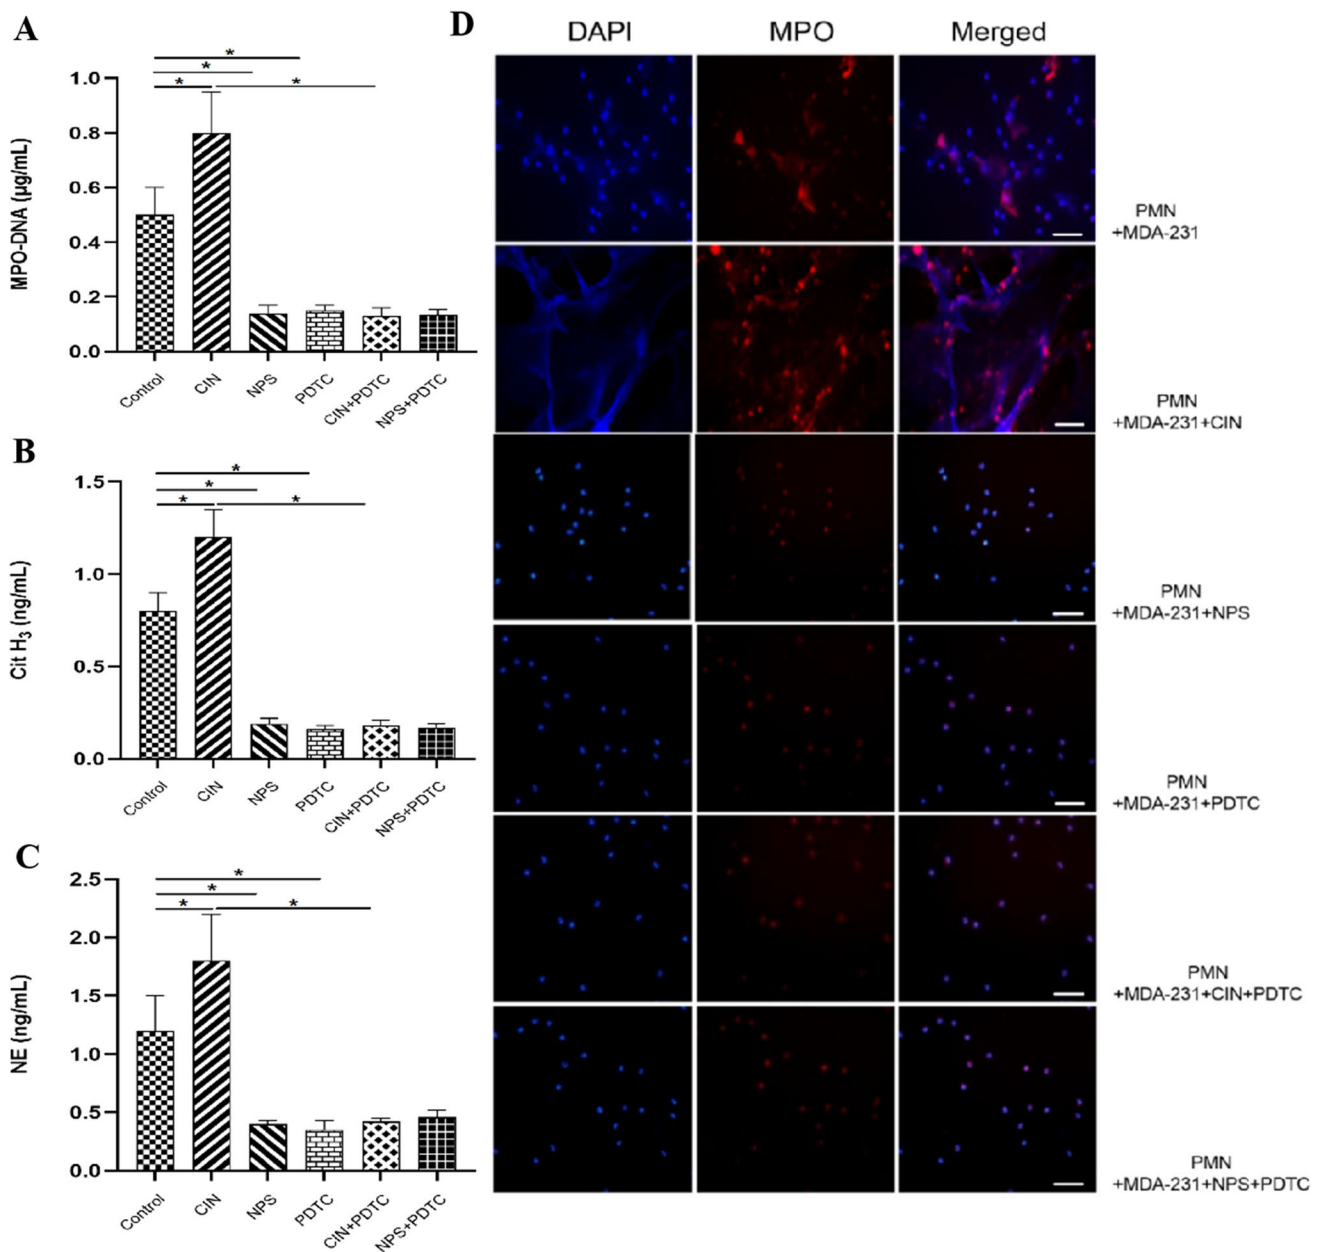 A
*
*
*
*
1.0
0.8
0.6
0.4
0.2
0.0
MPO-DNA (μg/mL)
Control
CIN
NPS
PDTC
CIN+PDTC
NPS+PDTC
B
*
*
*
*
1.5
1.0
0.5
0.0
Cit H3 (ng/mL)
Control
CIN
NPS
PDTC
CIN+PDTC
NPS+PDTC
C
*
*
*
*
2.5
2.0
1.5
1.0
0.5
0.0
NE (ng/mL)
Control
CIN
NPS
PDTC
CIN+PDTC
NPS+PDTC
D
DAPI MPO Merged
PMN
+MDA-231
PMN
+MDA-231+CIN
PMN
+MDA-231+NPS
PMN
+MDA-231+PDTC
PMN
+MDA-231+CIN+PDTC
PMN
+MDA-231+NPS+PDTC